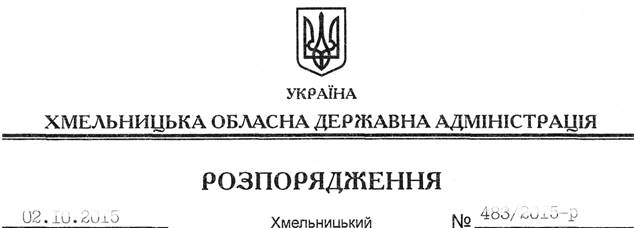 УКРАЇНА
ХМЕЛЬНИЦЬКА ОБЛАСНА ДЕРЖАВНА АДМІНІСТРАЦІЯ
РОЗПОРЯДЖЕННЯ
02.10.2015 Хмельницький № 483/2015-р